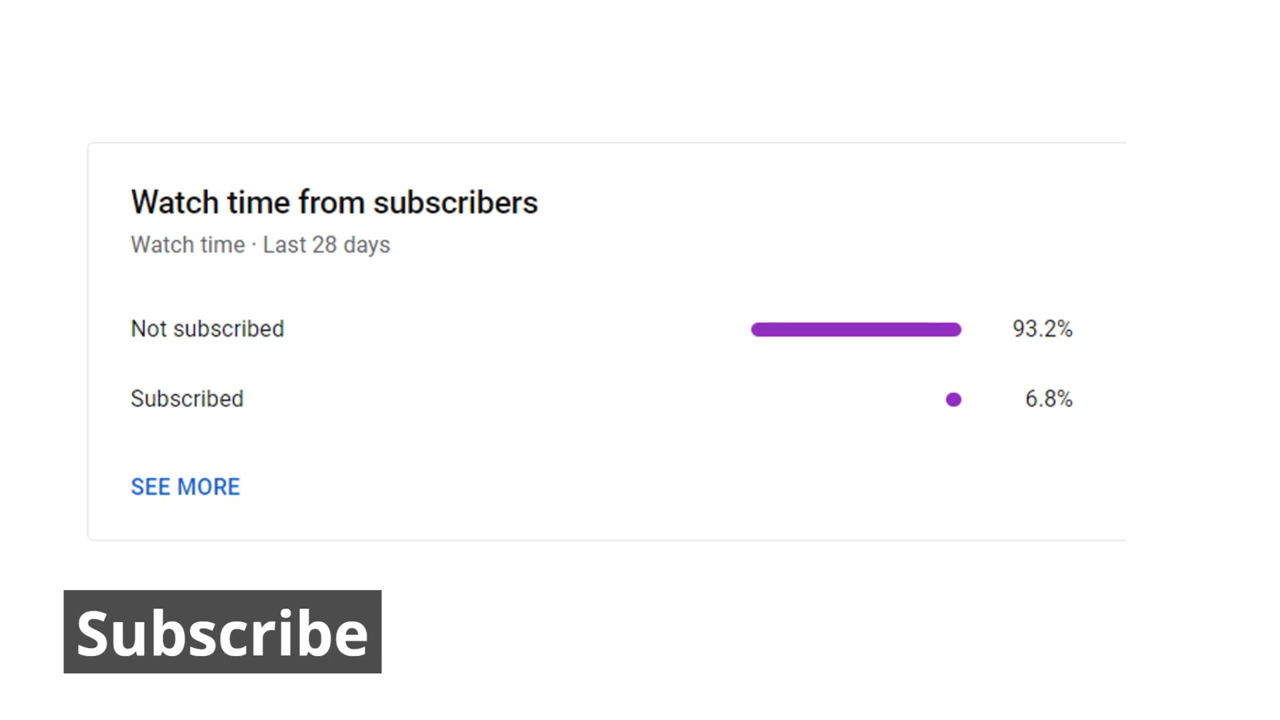 Watch time from subscribers
Watch time · Last 28 days
Not subscribed 93.2%
Subscribed 6.8%
SEE MORE
Subscribe